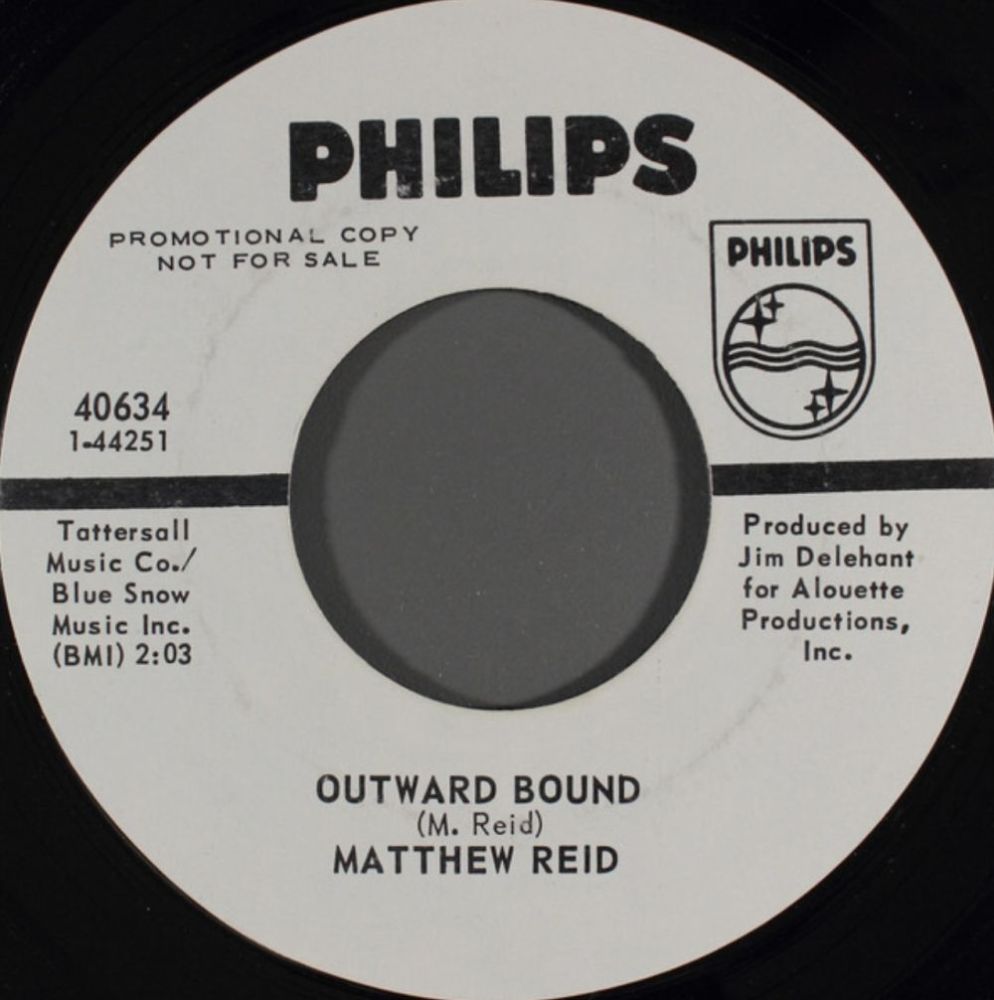 PHILIPS
PROMOTIONAL COPY
NOT FOR SALE
PHILIPS
40634
1-44251
Tattersall
Music Co./
Blue Snow
Music Inc.
(BMI) 2:03
Produced by
Jim Delehant
for Alouette
Productions,
Inc.
OUTWARD BOUND
(M. Reid)
MATTHEW REID